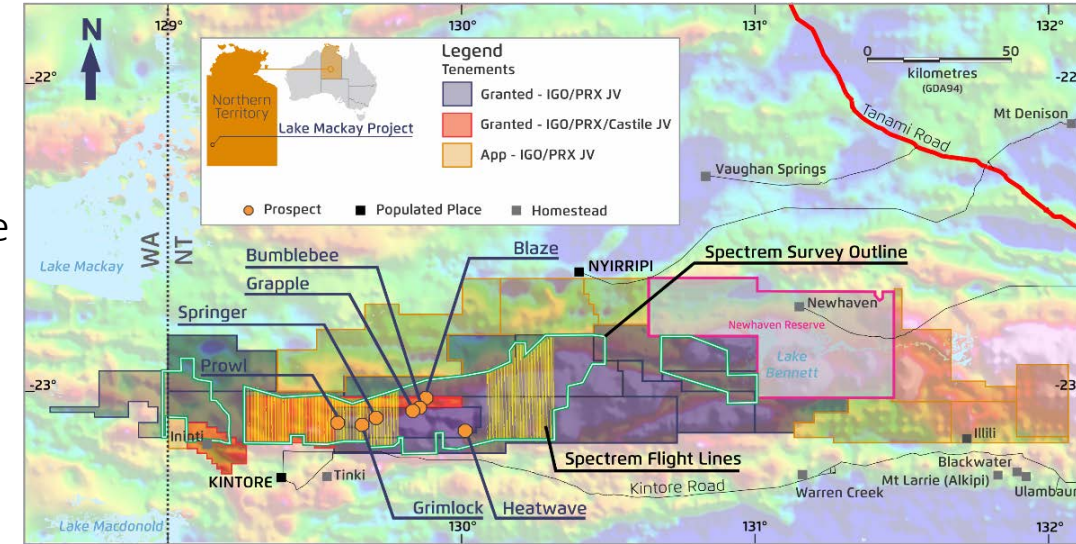 e
129°
130°
131°
132°
N
-22°
-22
Northern
Territory
Lake Mackay Project
Legend
Tenements
Granted - IGO/PRX JV
Granted - IGO/PRX/Castile JV
App - IGO/PRX JV
Prospect
Populated Place
Homestead
0
50
kilometres
(GDA94)
Tanami Road
Mt Denison
Vaughan Springs
WA
NT
Lake Mackay
Bumblebee
Grapple
Springer
Prowl
Blaze
NYIRRIPI
Spectrem Survey Outline
Newhaven
Newhaven Reserve
Lake
Bennett
-23°
-23
Ininti
KINTORE
Tinki
Spectrem Flight Lines
Kintore Road
Grimlock
Heatwave
Illili
Blackwater
Mt Larrie (Alkipi)
Warren Creek
Ulambaur
Lake Macdonald
130°
131°
132°